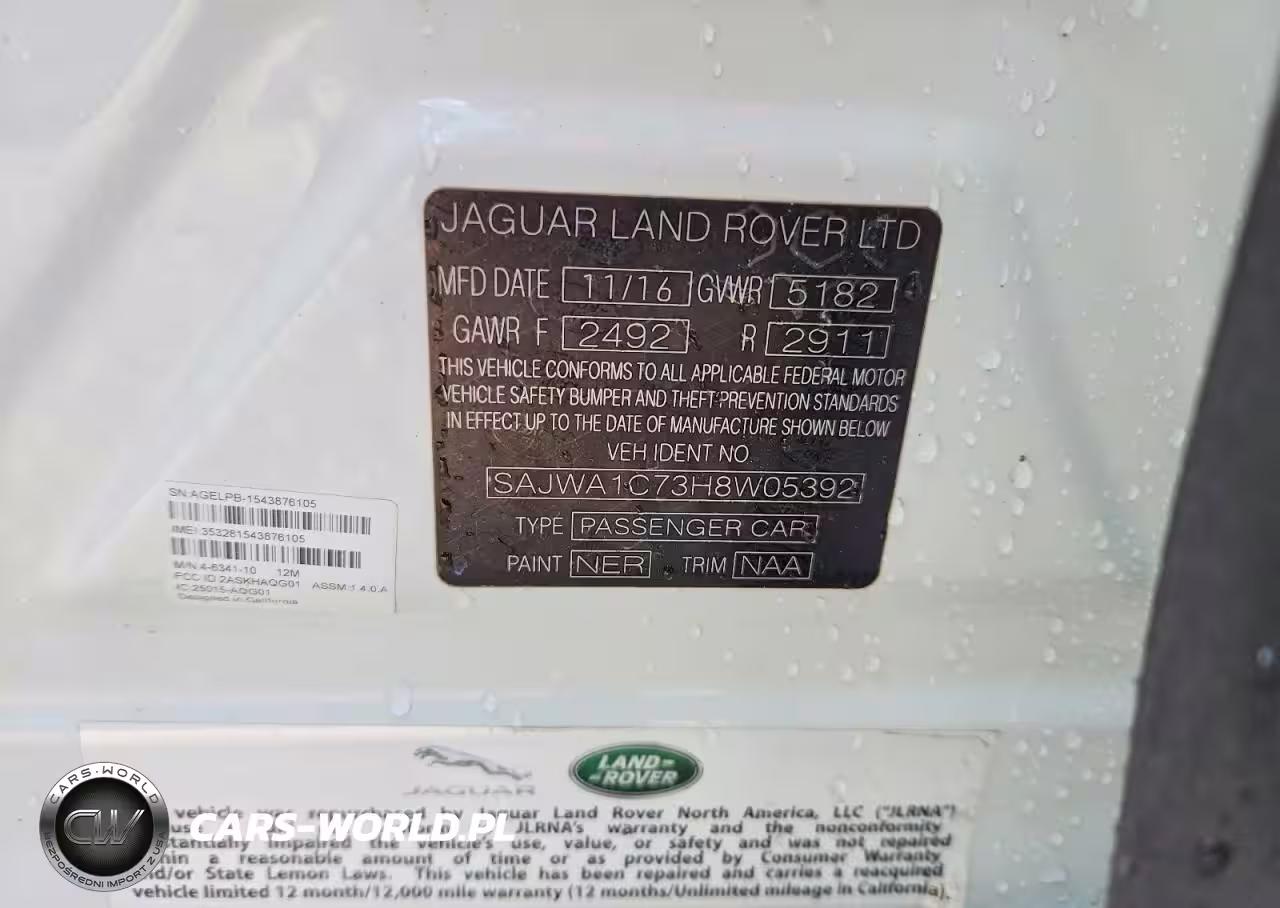 JAGUAR LAND ROVER LTD
MFD DATE 11/16 GVWR 5182
GAWR F 2492 R 2911
THIS VEHICLE CONFORMS TO ALL APPLICABLE FEDERAL MOTOR
VEHICLE SAFETY BUMPER AND THEFT PREVENTION STANDARDS
IN EFFECT UP TO THE DATE OF MANUFACTURE SHOWN BELOW
VEH IDENT NO.
SAJWA1C73H8W05392
TYPE PASSENGER CAR
PAINT NER TRIM NAA
SN:AGELPB-1543876105
IMEI 353281543876105
M/N 4-6341-10 12M
FCC ID 2ASKHAQG01 ASSM:1.4.0.A
IC:25015-AQG01
Designed in California
JAGUAR
LAND
ROVER
vehicle was repurchased by Jaguar Land Rover North America, LLC ("JLRNA")
JLRNA's warranty and the nonconformity
impaired the vehicle's use, value, or safety and was not repaired
a reasonable amount of time or as provided by Consumer Warranty
and/or State Lemon Laws. This vehicle has been repaired and carries a reacquired
vehicle limited 12 month/12,000 mile warranty (12 months/Unlimited mileage in California).
CARS-WORLD
CW
BEZPOŚREDNI IMPORT Z USA
CARS-WORLD.PL